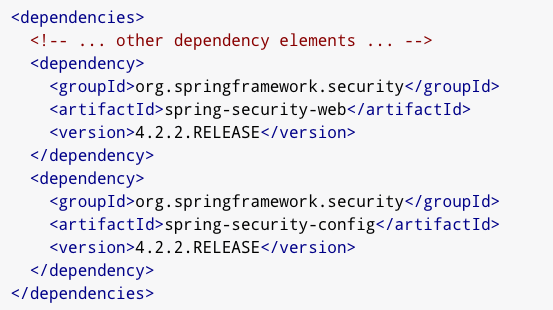 <dependencies>
  <!-- ... other dependency elements ... -->
  <dependency>
    <groupId>org.springframework.security</groupId>
    <artifactId>spring-security-web</artifactId>
    <version>4.2.2.RELEASE</version>
  </dependency>
  <dependency>
    <groupId>org.springframework.security</groupId>
    <artifactId>spring-security-config</artifactId>
    <version>4.2.2.RELEASE</version>
  </dependency>
</dependencies>